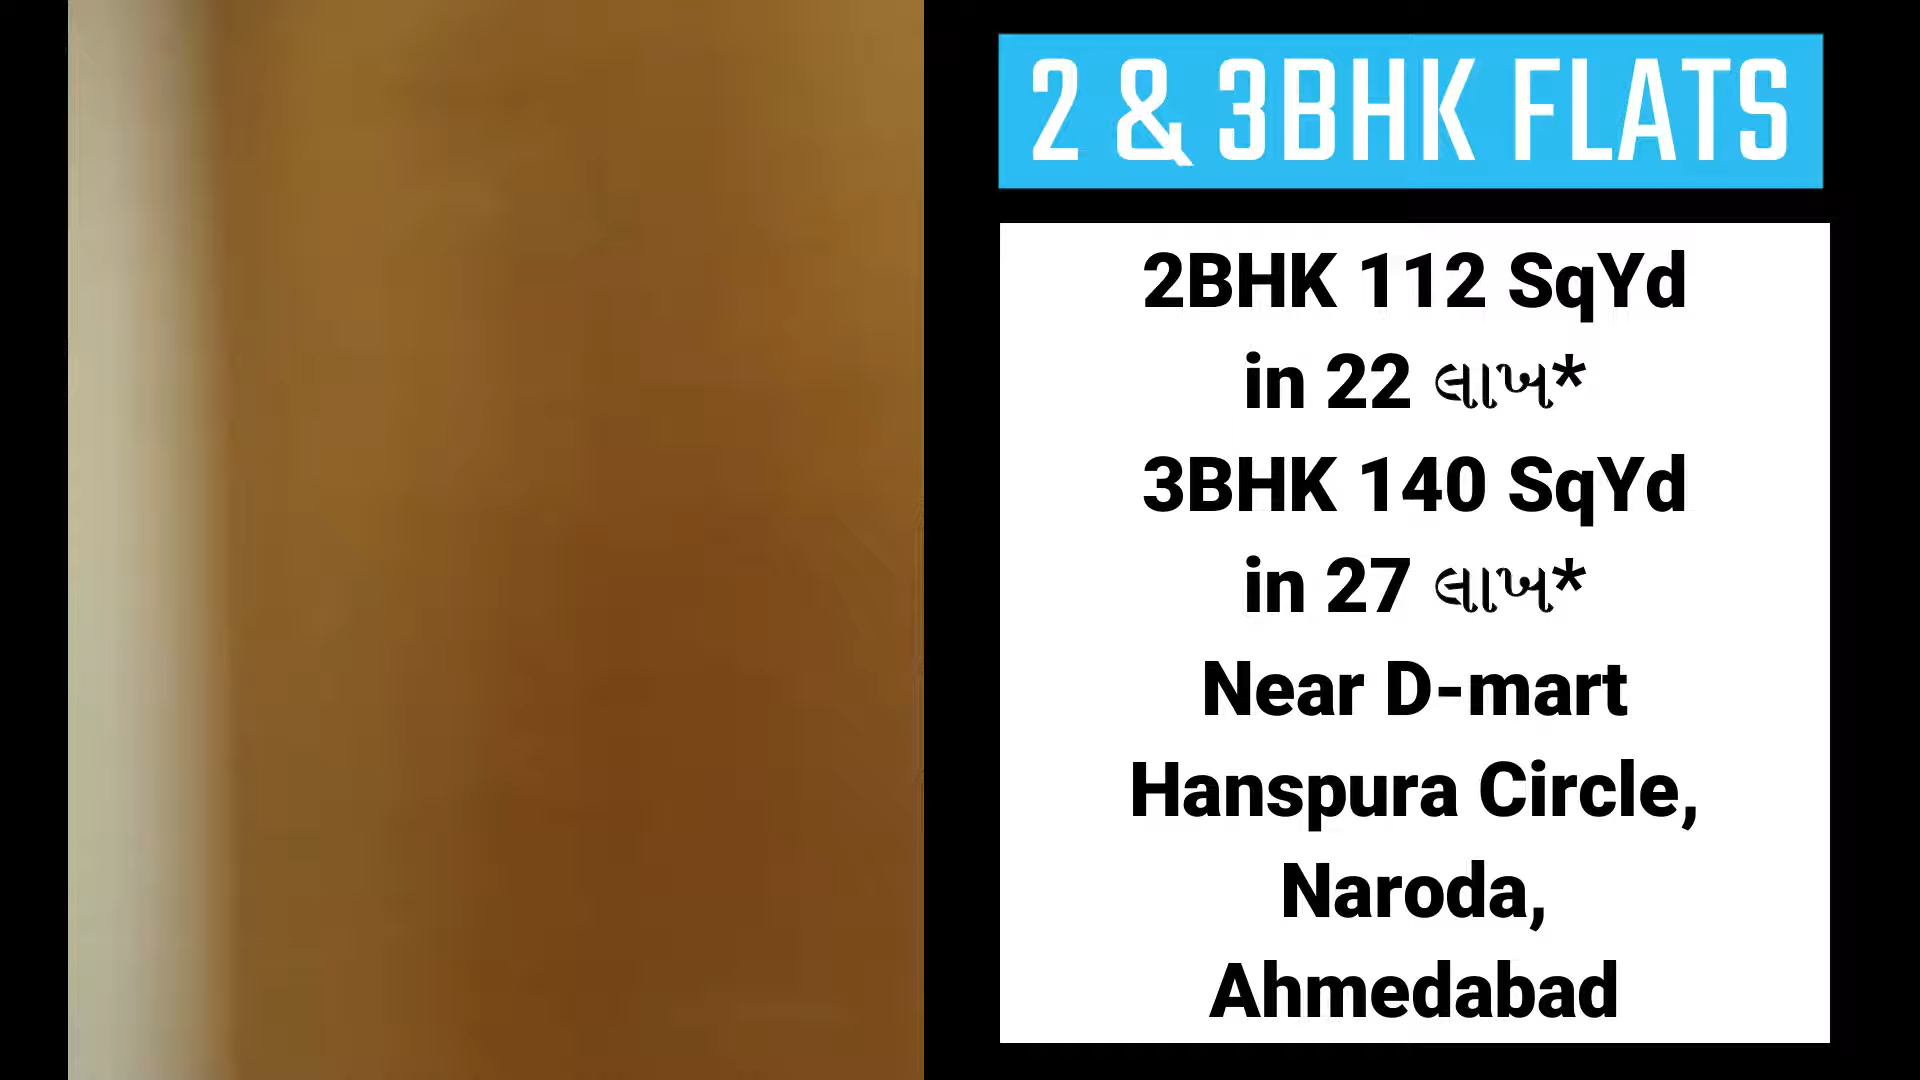 2 & 3BHK FLATS
2BHK 112 SqYd
in 22 લાખ*
3BHK 140 SqYd
in 27 લાખ*
Near D-mart
Hanspura Circle,
Naroda,
Ahmedabad